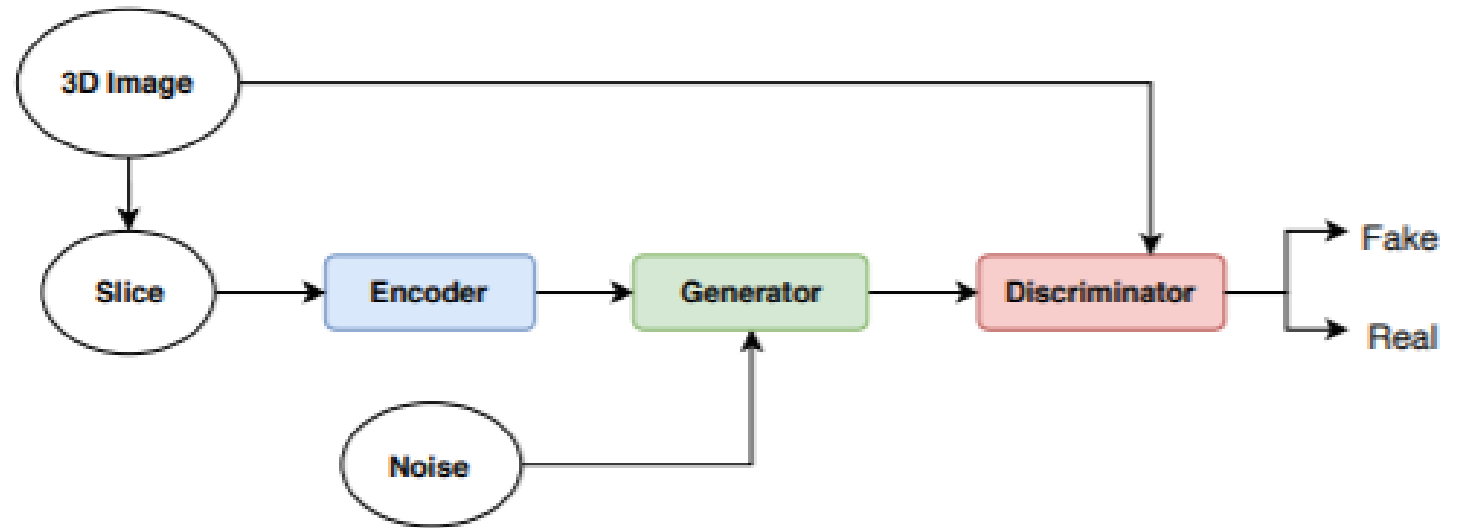 3D Image
Slice
Encoder
Generator
Discriminator
Fake
Real
Noise